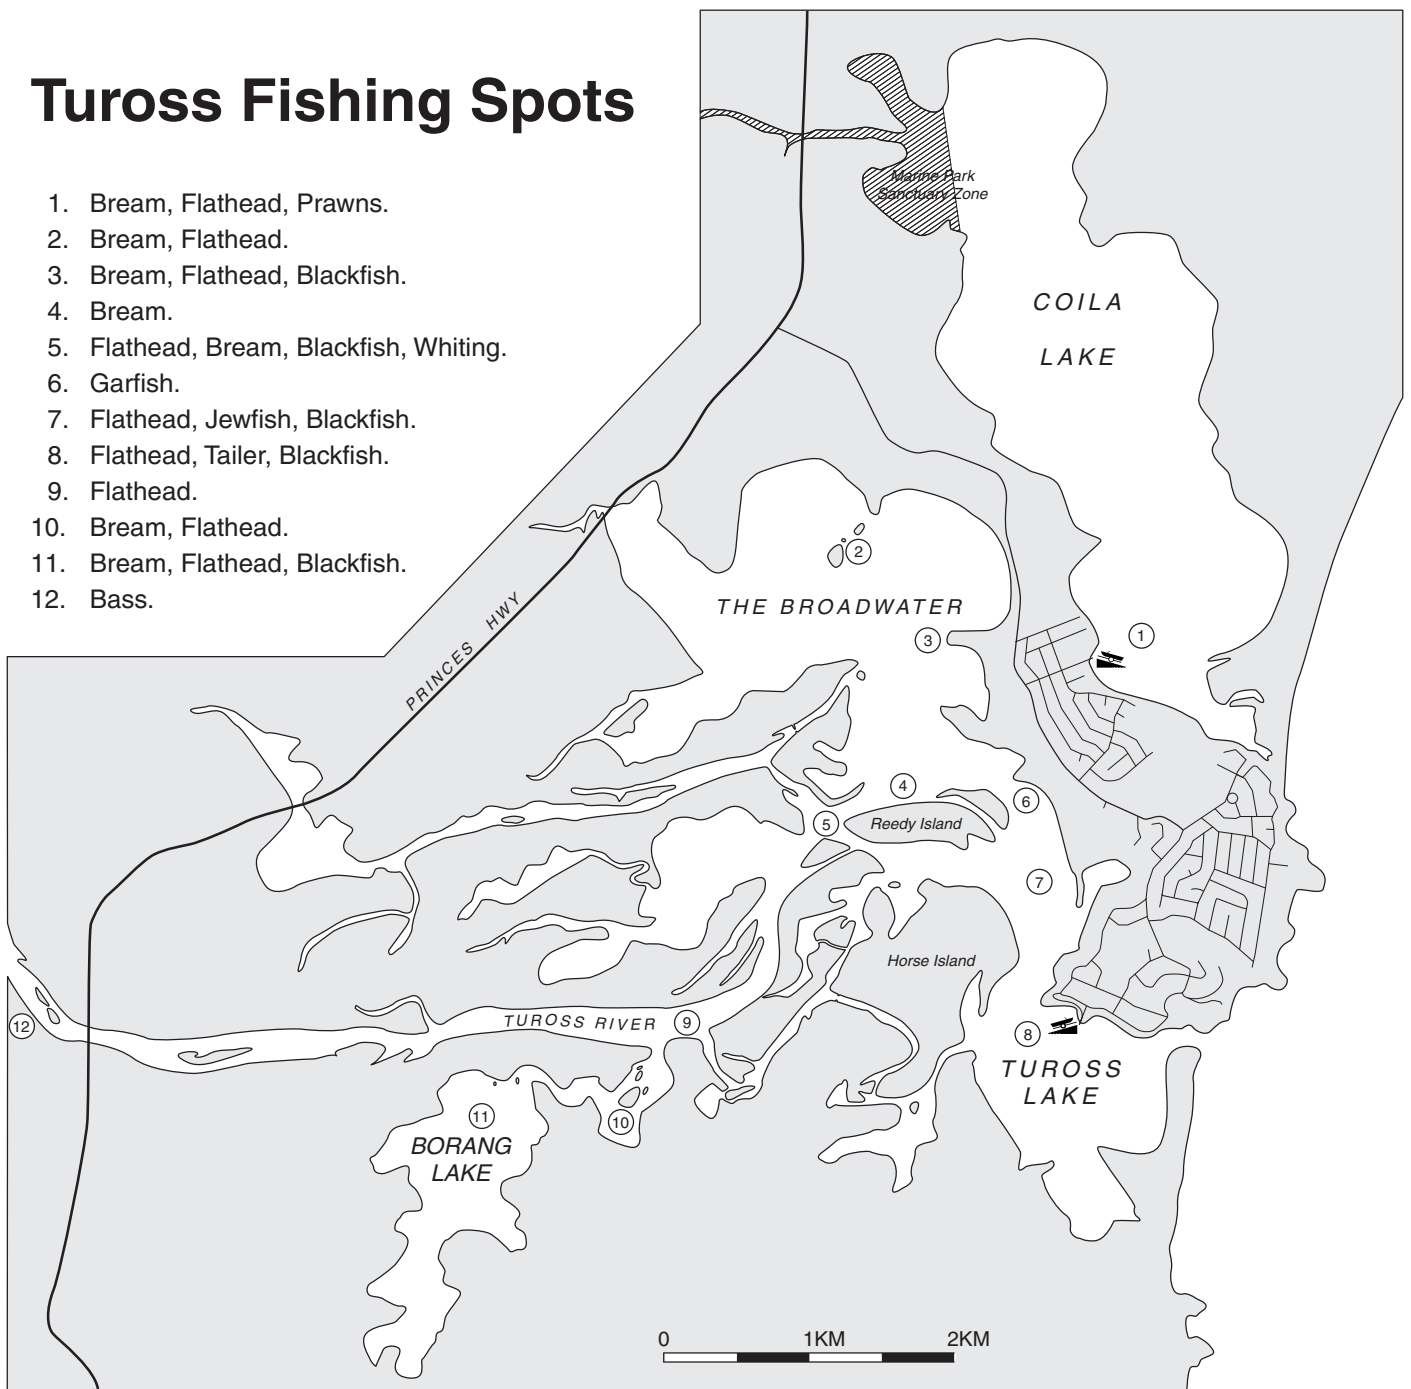 Tuross Fishing Spots
1. Bream, Flathead, Prawns.
2. Bream, Flathead.
3. Bream, Flathead, Blackfish.
4. Bream.
5. Flathead, Bream, Blackfish, Whiting.
6. Garfish.
7. Flathead, Jewfish, Blackfish.
8. Flathead, Tailer, Blackfish.
9. Flathead.
10. Bream, Flathead.
11. Bream, Flathead, Blackfish.
12. Bass.
Marine Park
Sanctuary Zone
COILA
LAKE
2
THE BROADWATER
PRINCES HWY
3
1
4
6
5
Reedy Island
7
Horse Island
12
TUROSS RIVER
9
8
TUROSS
LAKE
11
10
BORANG
LAKE
0 1KM 2KM